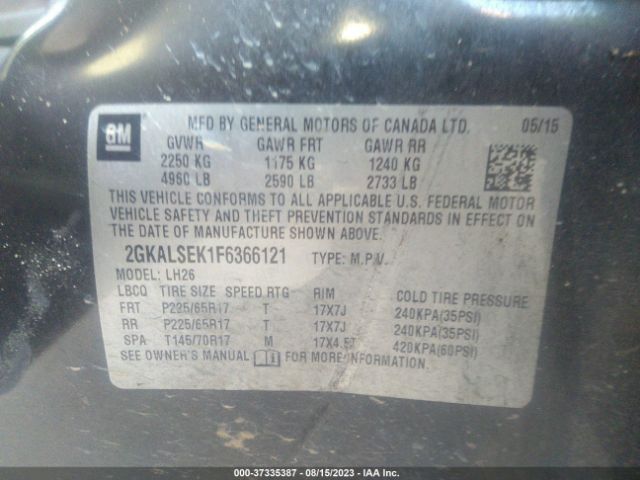 GM
MFD BY GENERAL MOTORS OF CANADA LTD. 05/15
GVWR GAWR FRT GAWR RR
2250 KG 1175 KG 1240 KG
4960 LB 2590 LB 2733 LB
THIS VEHICLE CONFORMS TO ALL APPLICABLE U.S. FEDERAL MOTOR
VEHICLE SAFETY AND THEFT PREVENTION STANDARDS IN EFFECT ON
THE DATE OF MANUFACTURE SHOWN ABOVE.
2GKALSEK1F6366121 TYPE: M.P.V.
MODEL: LH26
LBCQ TIRE SIZE SPEED RTG RIM COLD TIRE PRESSURE
FRT P225/65R17 T 17X7J 240KPA(35PSI)
RR P225/65R17 T 17X7J 240KPA(35PSI)
SPA T145/70R17 M 17X4.5T 420KPA(60PSI)
SEE OWNER'S MANUAL FOR MORE INFORMATION.
000-37335387 - 08/15/2023 - IAA Inc.